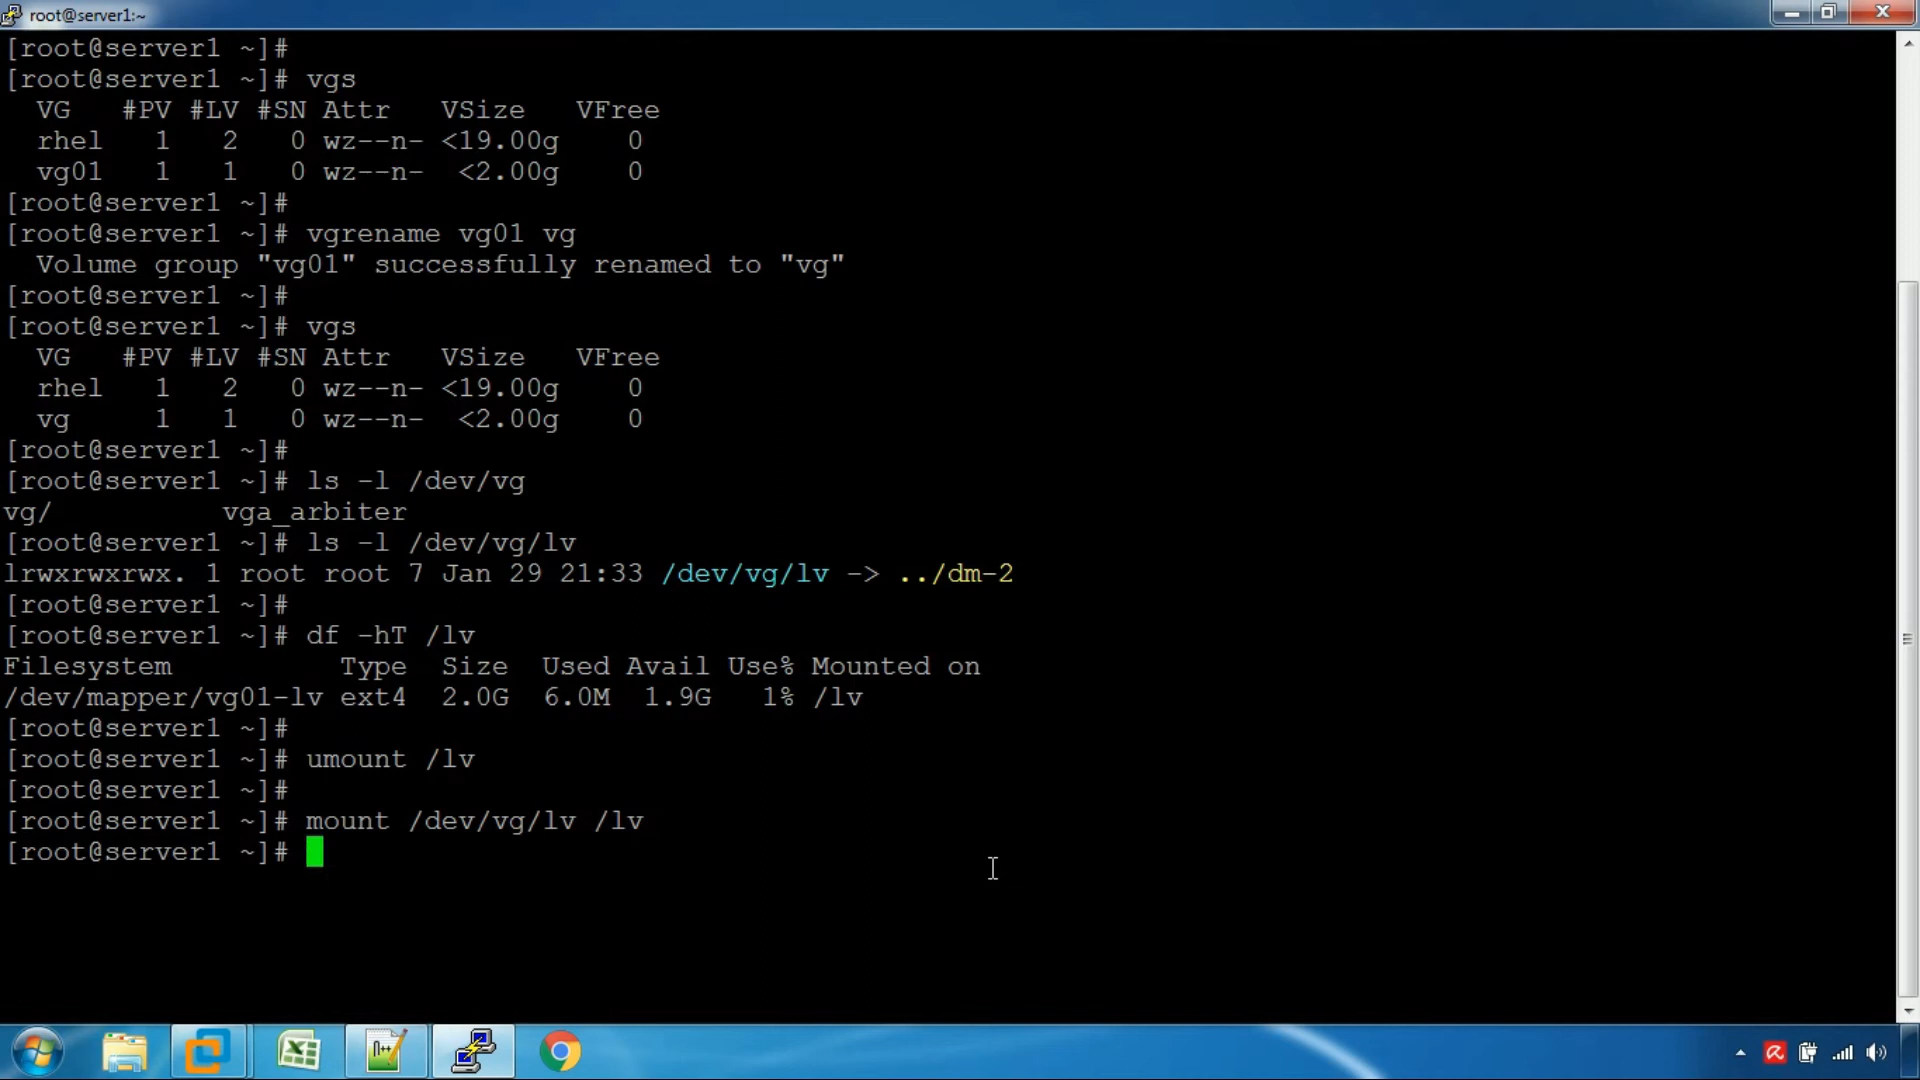 root@server1:~
[root@server1 ~]#
[root@server1 ~]# vgs
  VG   #PV #LV #SN Attr   VSize   VFree
  rhel   1   2   0 wz--n- <19.00g    0
  vg01   1   1   0 wz--n-  <2.00g    0
[root@server1 ~]#
[root@server1 ~]# vgrename vg01 vg
  Volume group "vg01" successfully renamed to "vg"
[root@server1 ~]#
[root@server1 ~]# vgs
  VG   #PV #LV #SN Attr   VSize   VFree
  rhel   1   2   0 wz--n- <19.00g    0
  vg     1   1   0 wz--n-  <2.00g    0
[root@server1 ~]#
[root@server1 ~]# ls -l /dev/vg
vg/          vga_arbiter
[root@server1 ~]# ls -l /dev/vg/lv
lrwxrwxrwx. 1 root root 7 Jan 29 21:33 /dev/vg/lv -> ../dm-2
[root@server1 ~]#
[root@server1 ~]# df -hT /lv
Filesystem          Type  Size  Used Avail Use% Mounted on
/dev/mapper/vg01-lv ext4  2.0G  6.0M  1.9G   1% /lv
[root@server1 ~]#
[root@server1 ~]# umount /lv
[root@server1 ~]#
[root@server1 ~]# mount /dev/vg/lv /lv
[root@server1 ~]#